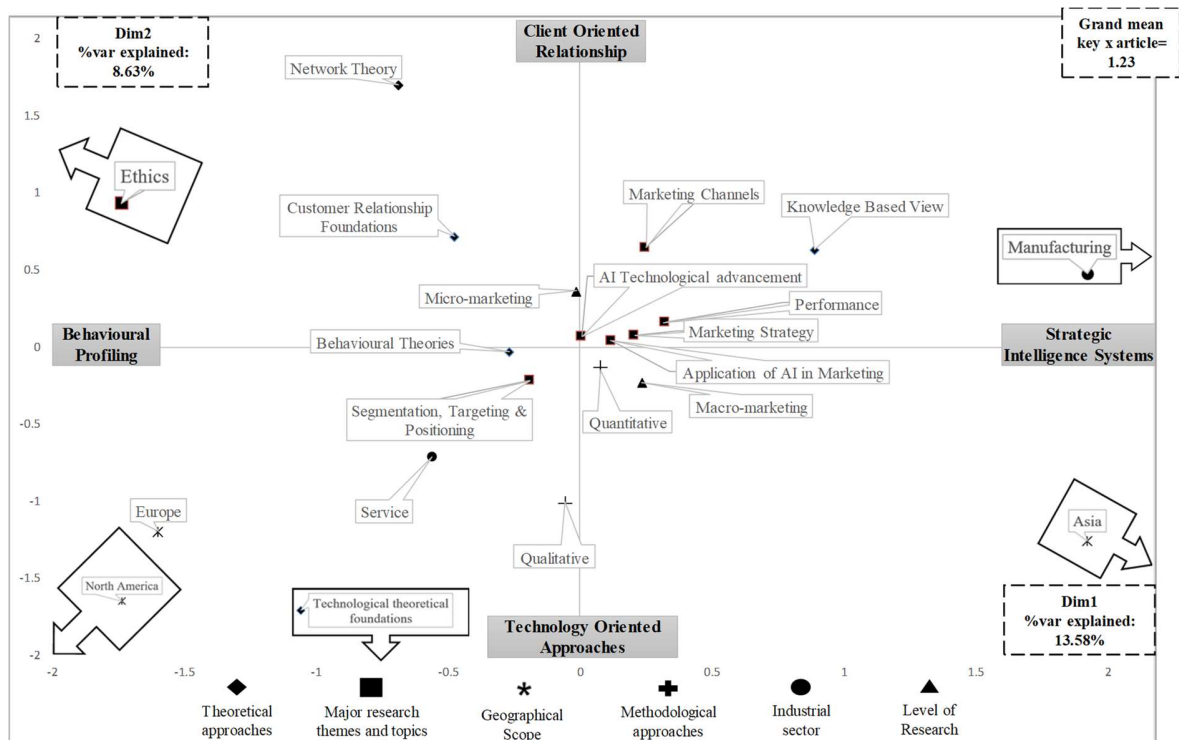 Dim2
%var explained:
8.63%
Client Oriented
Relationship
Grand mean
key x article=
1.23
2
Network Theory
1.5
Ethics
1
Marketing Channels
Customer Relationship
Foundations
Knowledge Based View
Manufacturing
0.5
AI Technological advancement
Micro-marketing
Performance
Behavioural
Profiling
0
Behavioural Theories
Marketing Strategy
Strategic
Intelligence Systems
Application of AI in Marketing
Segmentation, Targeting &
Positioning
Quantitative
Macro-marketing
-0.5
Service
-1
Europe
Qualitative
Asia
-1.5
North America
Technological theoretical
foundations
Technology Oriented
Approaches
Dim1
%var explained:
13.58%
-2
-2
-1.5
-1
-0.5
0
0.5
1
1.5
2
Theoretical
approaches
Major research
themes and topics
Geographical
Scope
Methodological
approaches
Industrial
sector
Level of
Research